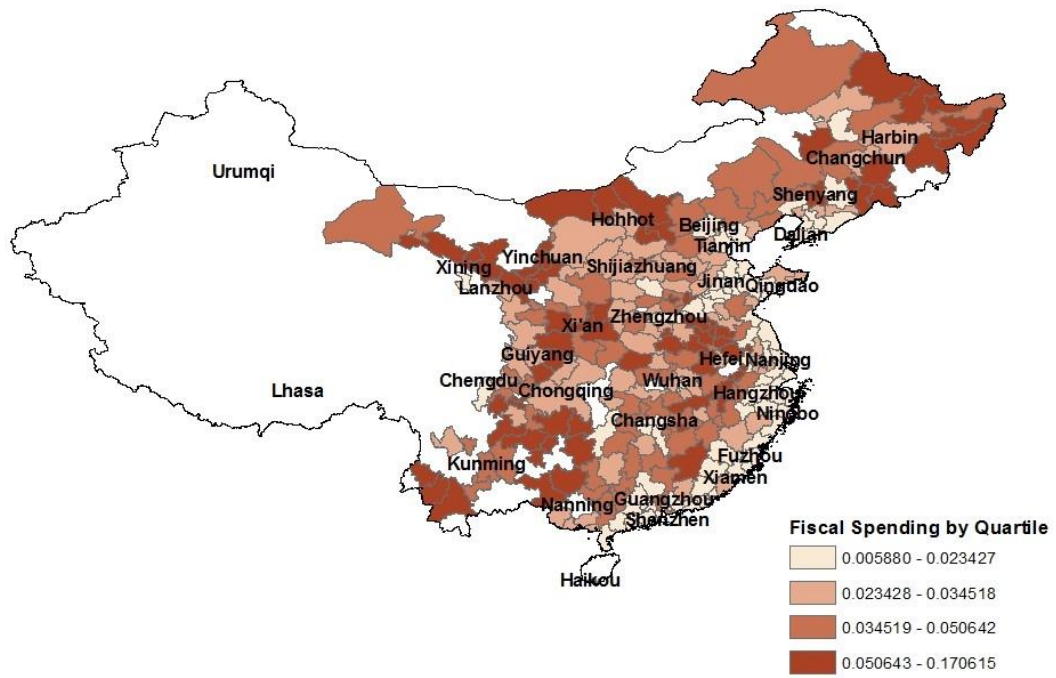 Urumqi
Harbin
Changchun
Shenyang
Hohhot
Beijing
Dalian
Tianjin
Yinchuan
Xining
Shijiazhuang
Lanzhou
Jinan
Qingdao
Zhengzhou
Xi'an
Guiyang
Hefei
Nanjing
Chengdu
Lhasa
Chongqing
Wuhan
Hangzhou
Ningbo
Changsha
Kunming
Fuzhou
Xiamen
Nanning
Guangzhou
Shenzhen
Haikou
Fiscal Spending by Quartile
0.005880 - 0.023427
0.023428 - 0.034518
0.034519 - 0.050642
0.050643 - 0.170615